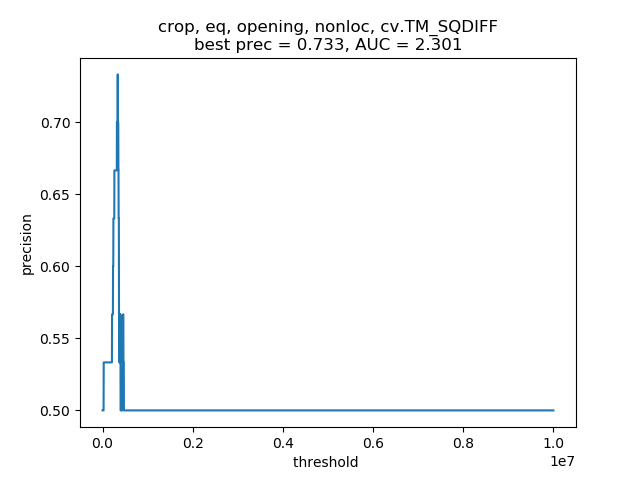 crop, eq, opening, nonloc, cv.TM_SQDIFF
best prec = 0.733, AUC = 2.301
0.70
0.65
0.60
0.55
0.50
precision
0.0
0.2
0.4
0.6
0.8
1.0
1e7
threshold